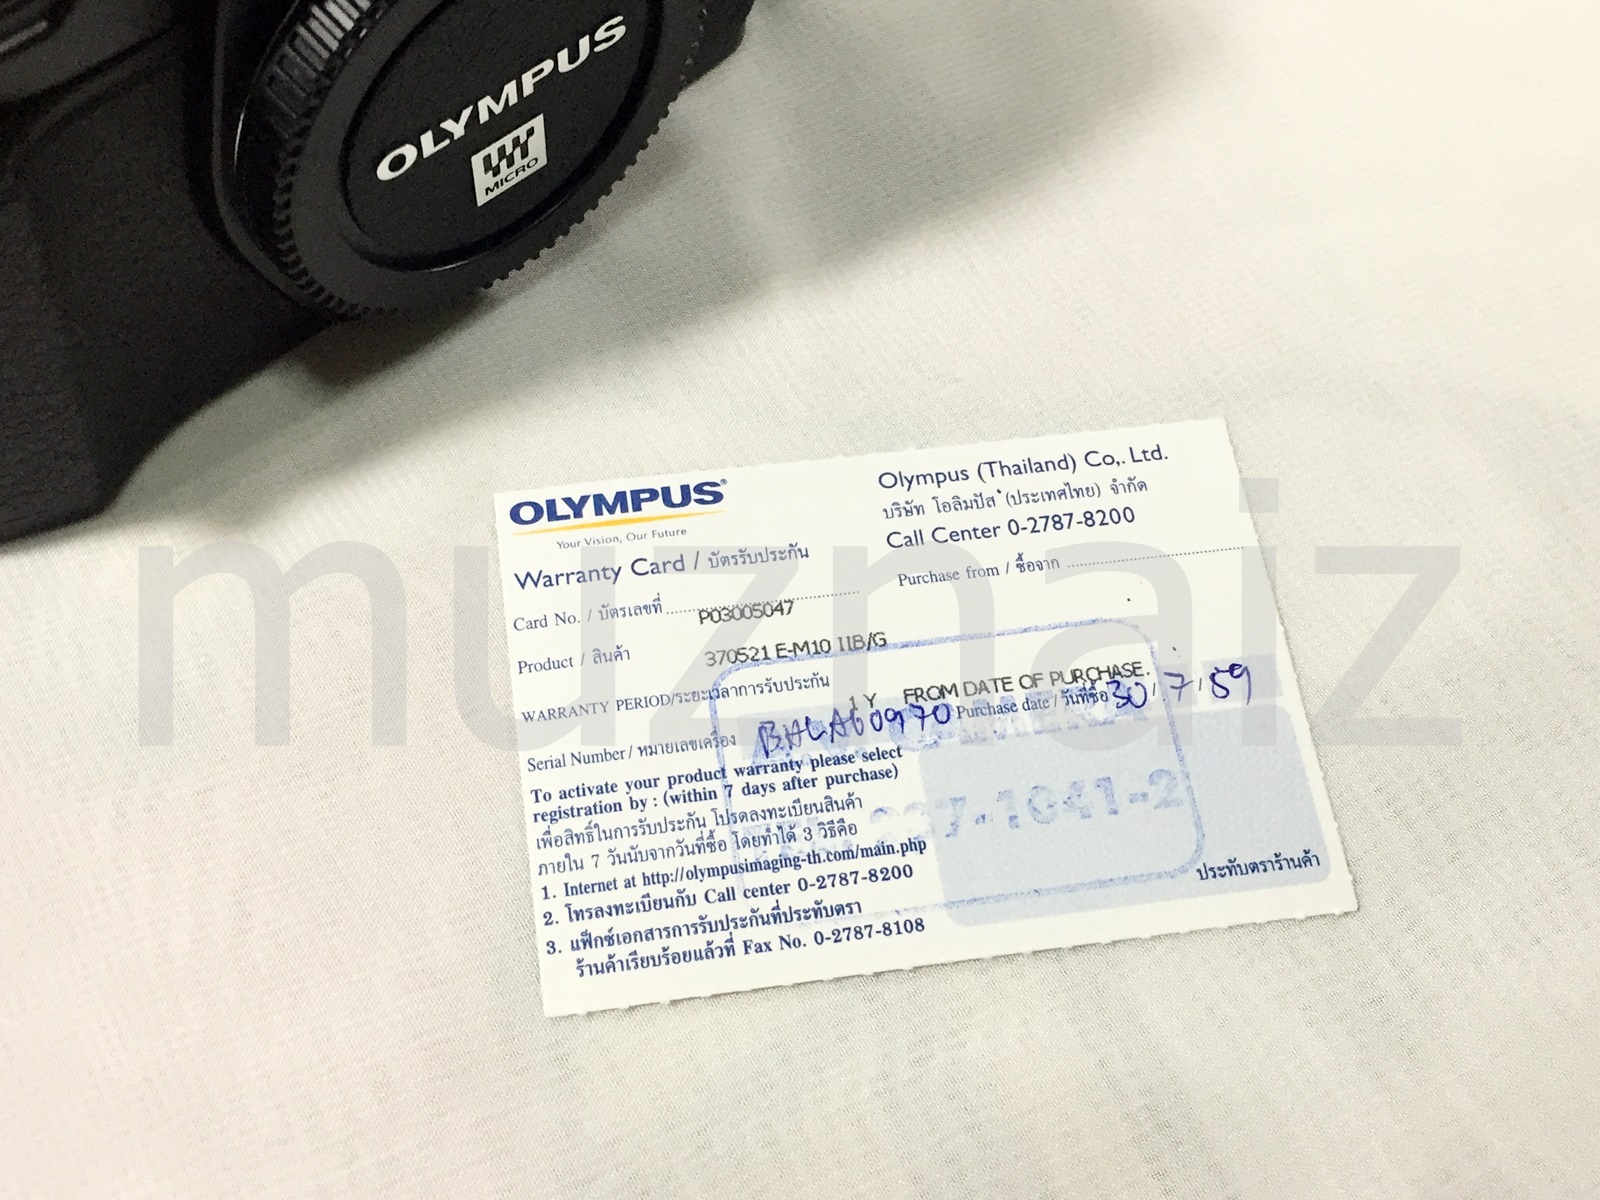 OLYMPUS
MICRO
OLYMPUS®
Your Vision, Our Future
Warranty Card / บัตรรับประกัน
Olympus (Thailand) Co,. Ltd.
บริษัท โอลิมปัส (ประเทศไทย) จำกัด
Call Center 0-2787-8200
Purchase from / ซื้อจาก
Card No. / บัตรเลขที่ P03005047
Product / สินค้า 370521 E-M10 IIB/G
WARRANTY PERIOD/ระยะเวลาการรับประกัน 1 Y FROM DATE OF PURCHASE.
Serial Number / หมายเลขเครื่อง BHLA60970 Purchase date / วันที่ซื้อ 30/7/59
To activate your product warranty please select
registration by : (within 7 days after purchase)
เพื่อสิทธิ์ในการรับประกัน โปรดลงทะเบียนสินค้า
ภายใน 7 วันนับจากวันที่ซื้อ โดยทำได้ 3 วิธีคือ
1. Internet at http://olympusimaging-th.com/main.php
2. โทรลงทะเบียนกับ Call center 0-2787-8200
3. แฟ็กซ์เอกสารการรับประกันที่ประทับตรา
ร้านค้าเรียบร้อยแล้วที่ Fax No. 0-2787-8108
ประทับตราร้านค้า
muznaiz